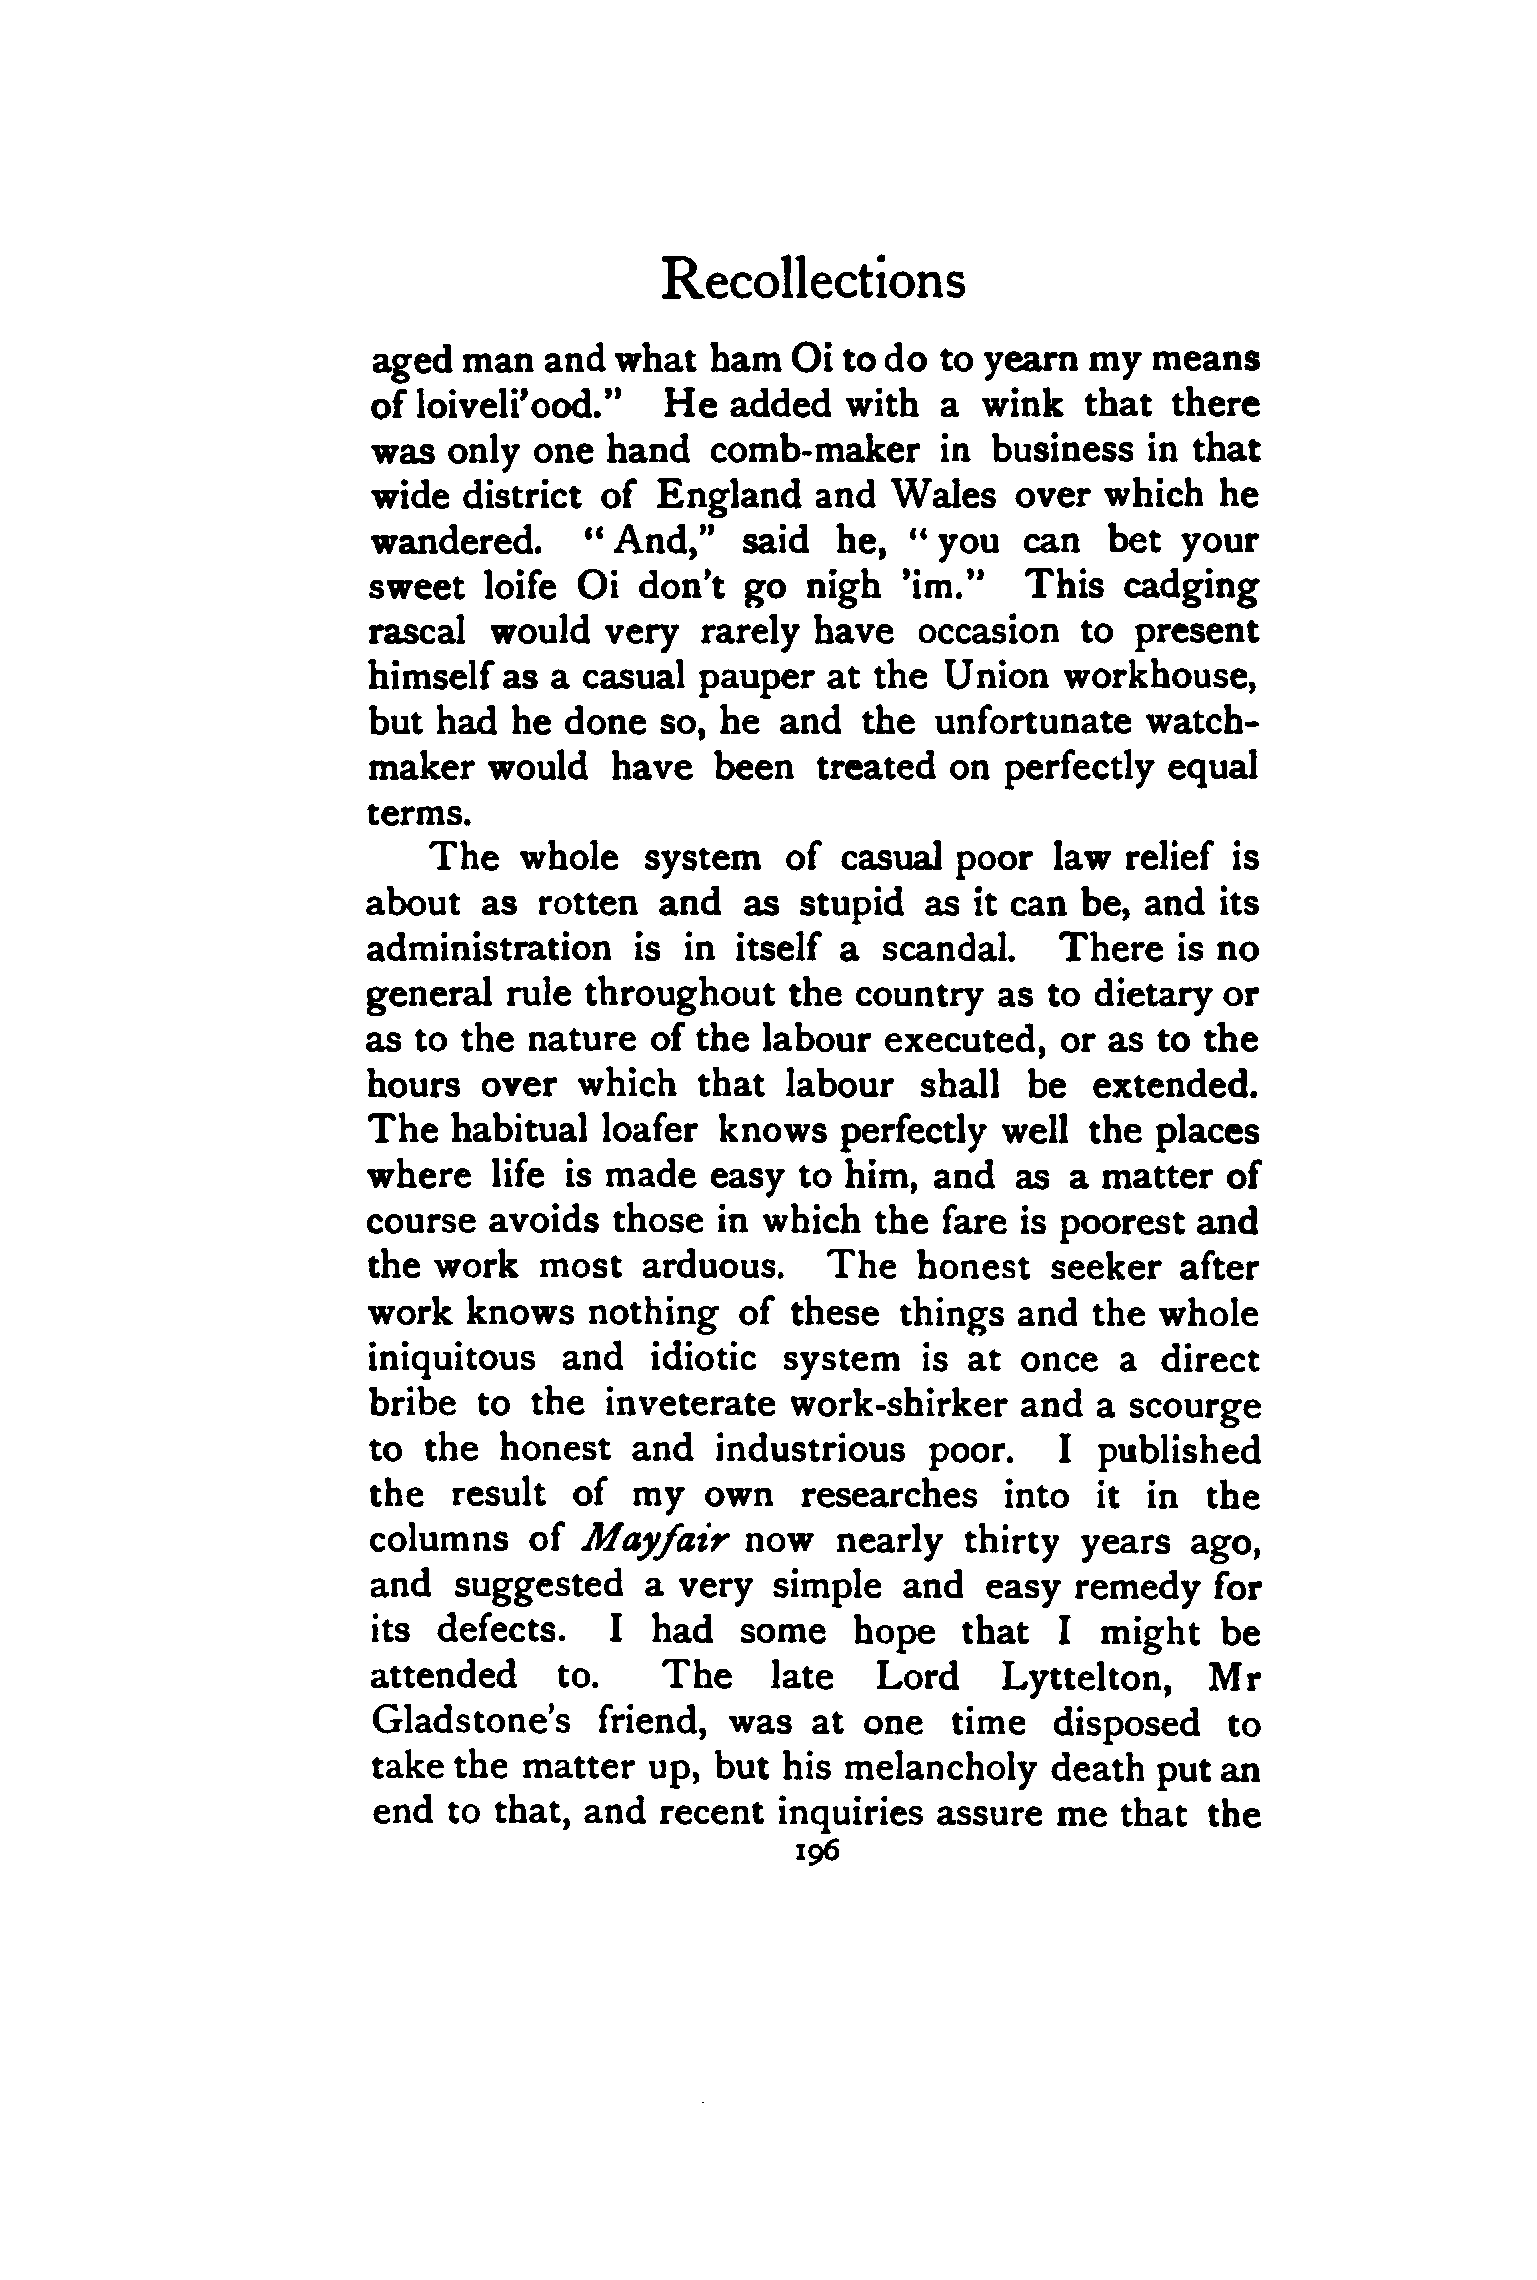 Recollections
aged man and what ham Oi to do to yearn my means
of loiveli’ood.” He added with a wink that there
was only one hand comb-maker in business in that
wide district of England and Wales over which he
wandered. “And,” said he, “you can bet your
sweet loife Oi don’t go nigh ’im.” This cadging
rascal would very rarely have occasion to present
himself as a casual pauper at the Union workhouse,
but had he done so, he and the unfortunate watch-
maker would have been treated on perfectly equal
terms.
The whole system of casual poor law relief is
about as rotten and as stupid as it can be, and its
administration is in itself a scandal. There is no
general rule throughout the country as to dietary or
as to the nature of the labour executed, or as to the
hours over which that labour shall be extended.
The habitual loafer knows perfectly well the places
where life is made easy to him, and as a matter of
course avoids those in which the fare is poorest and
the work most arduous. The honest seeker after
work knows nothing of these things and the whole
iniquitous and idiotic system is at once a direct
bribe to the inveterate work-shirker and a scourge
to the honest and industrious poor. I published
the result of my own researches into it in the
columns of Mayfair now nearly thirty years ago,
and suggested a very simple and easy remedy for
its defects. I had some hope that I might be
attended to. The late Lord Lyttelton, Mr
Gladstone’s friend, was at one time disposed to
take the matter up, but his melancholy death put an
end to that, and recent inquiries assure me that the
196